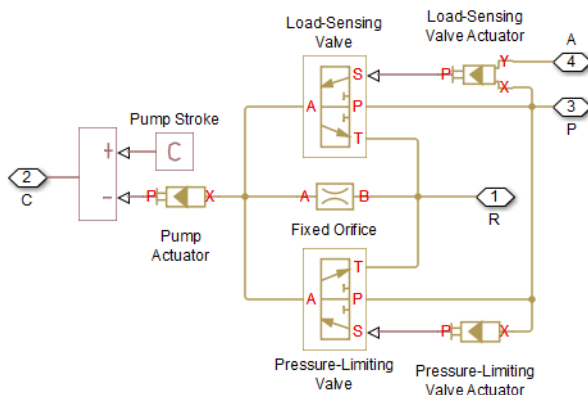 Load-Sensing
Valve
Load-Sensing
Valve Actuator
A
4
S
P
Y
X
A
P
3
P
T
Pump Stroke
+
C
2
C
-
P
X
A
B
1
R
Pump
Actuator
Fixed Orifice
T
A
P
S
P
X
Pressure-Limiting
Valve
Pressure-Limiting
Valve Actuator